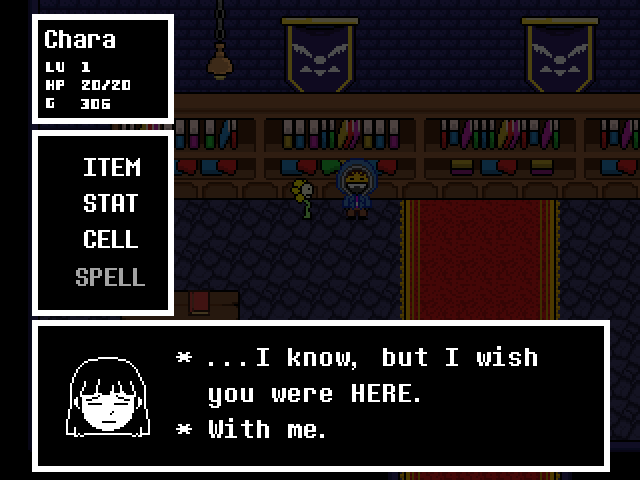 Chara
LV 1
HP 20/20
G 306
ITEM
STAT
CELL
SPELL
* ...I know, but I wish
you were HERE.
* With me.